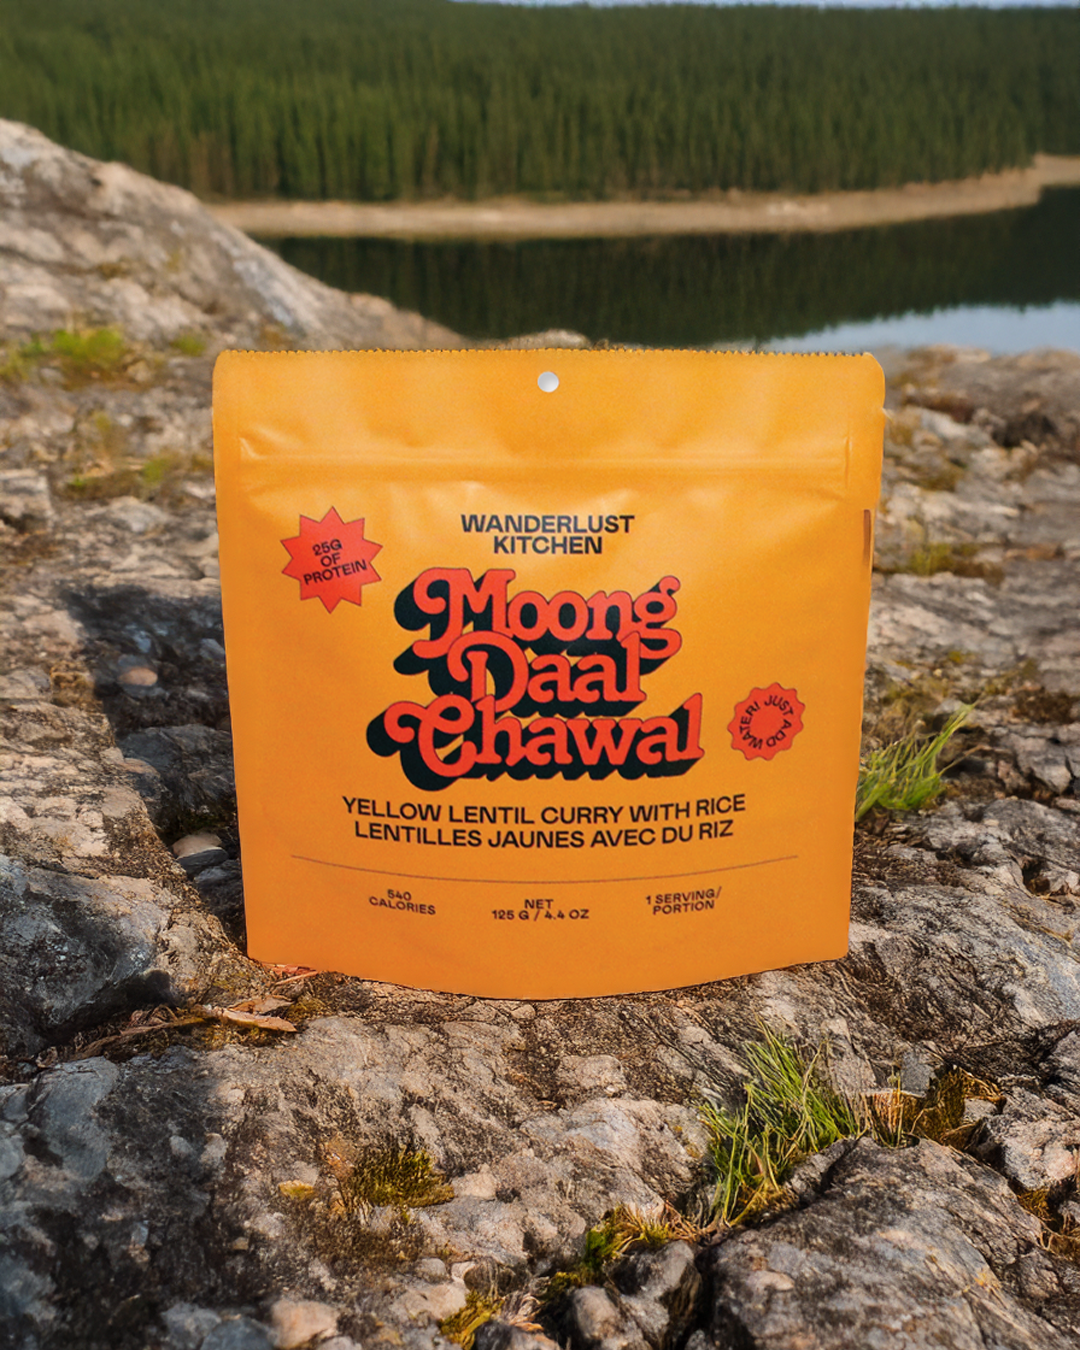 WANDERLUST
KITCHEN
25G
OF
PROTEIN
Moong
Daal
Chawal
JUST ADD WATER!
YELLOW LENTIL CURRY WITH RICE
LENTILLES JAUNES AVEC DU RIZ
540
CALORIES
NET
125 G / 4.4 OZ
1 SERVING/
PORTION